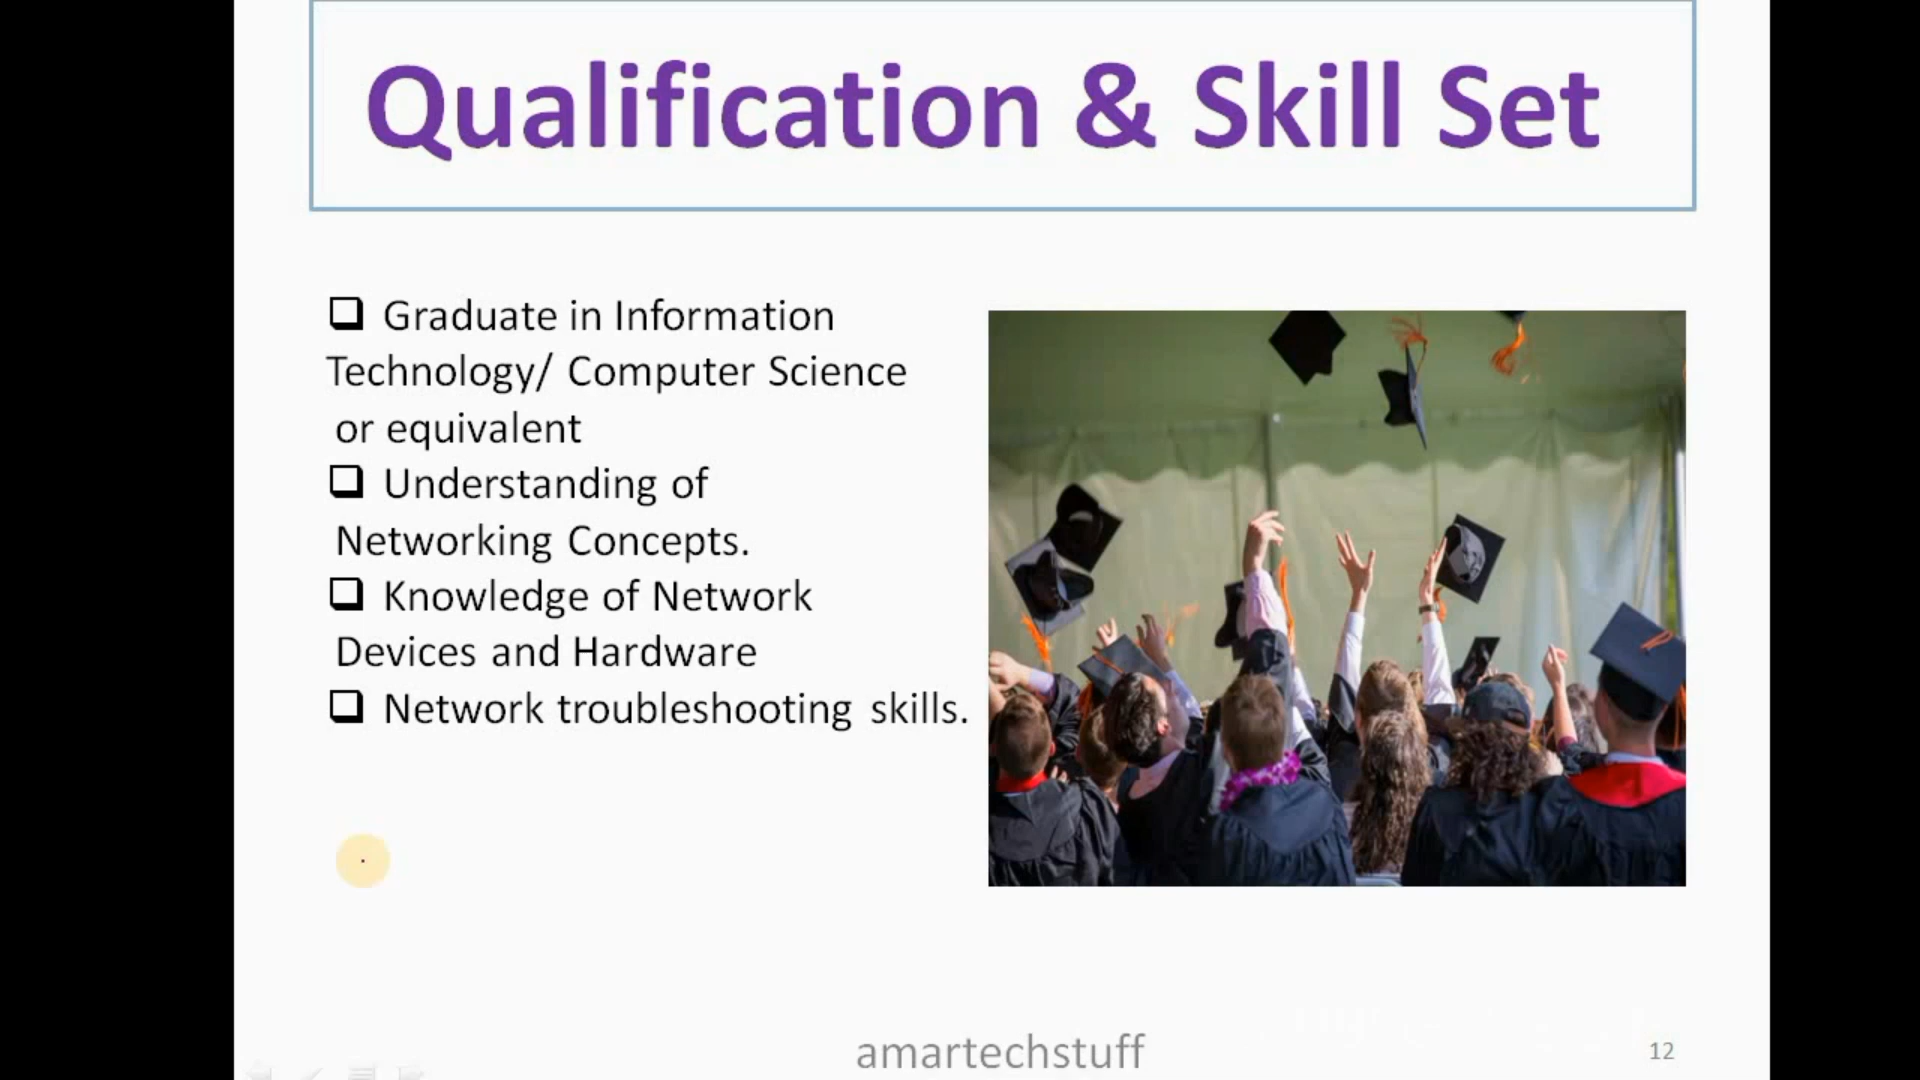 Qualification & Skill Set
❑ Graduate in Information
Technology/ Computer Science
or equivalent
❑ Understanding of
Networking Concepts.
❑ Knowledge of Network
Devices and Hardware
❑ Network troubleshooting skills.
amartechstuff
12